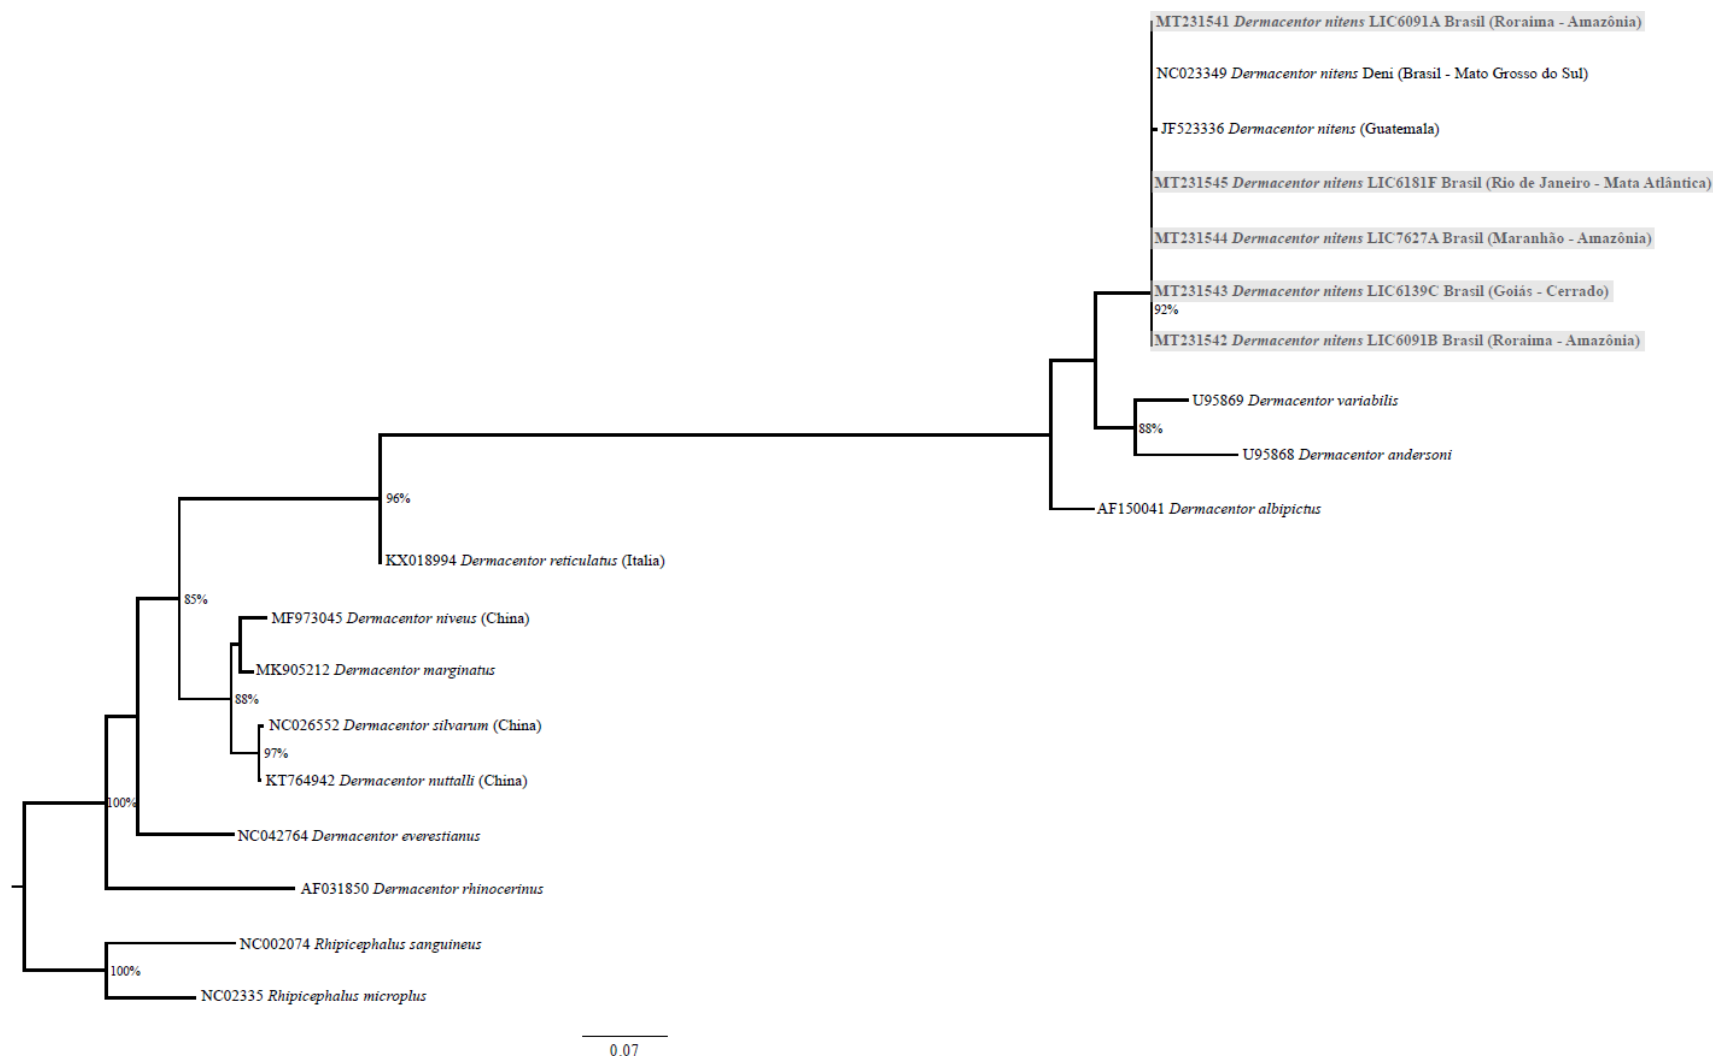 MT231541 Dermacentor nitens LIC6091A Brasil (Roraima - Amazônia)
NC023349 Dermacentor nitens Deni (Brasil - Mato Grosso do Sul)
JF523336 Dermacentor nitens (Guatemala)
MT231545 Dermacentor nitens LIC6181F Brasil (Rio de Janeiro - Mata Atlântica)
MT231544 Dermacentor nitens LIC7627A Brasil (Maranhão - Amazônia)
MT231543 Dermacentor nitens LIC6139C Brasil (Goiás - Cerrado)
92%
MT231542 Dermacentor nitens LIC6091B Brasil (Roraima - Amazônia)
U95869 Dermacentor variabilis
88%
U95868 Dermacentor andersoni
96%
AF150041 Dermacentor albipictus
KX018994 Dermacentor reticulatus (Italia)
85%
MF973045 Dermacentor niveus (China)
MK905212 Dermacentor marginatus
88%
NC026552 Dermacentor silvarum (China)
97%
KT764942 Dermacentor nuttalli (China)
100%
NC042764 Dermacentor everestianus
AF031850 Dermacentor rhinocerinus
NC002074 Rhipicephalus sanguineus
100%
NC02335 Rhipicephalus microplus
0.07